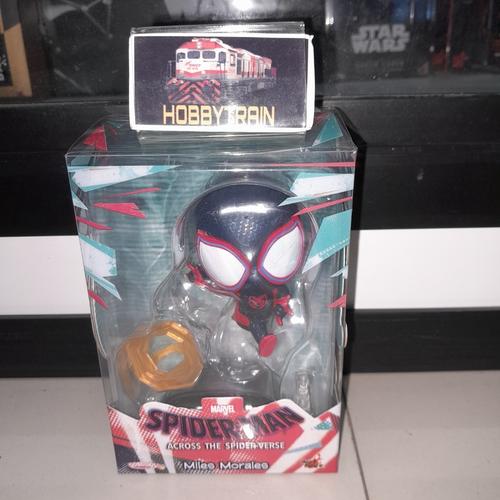 STAR
WARS
HOBBYTRAIN
MARVEL
SPIDER-MAN
ACROSS THE SPIDER-VERSE
Miles Morales